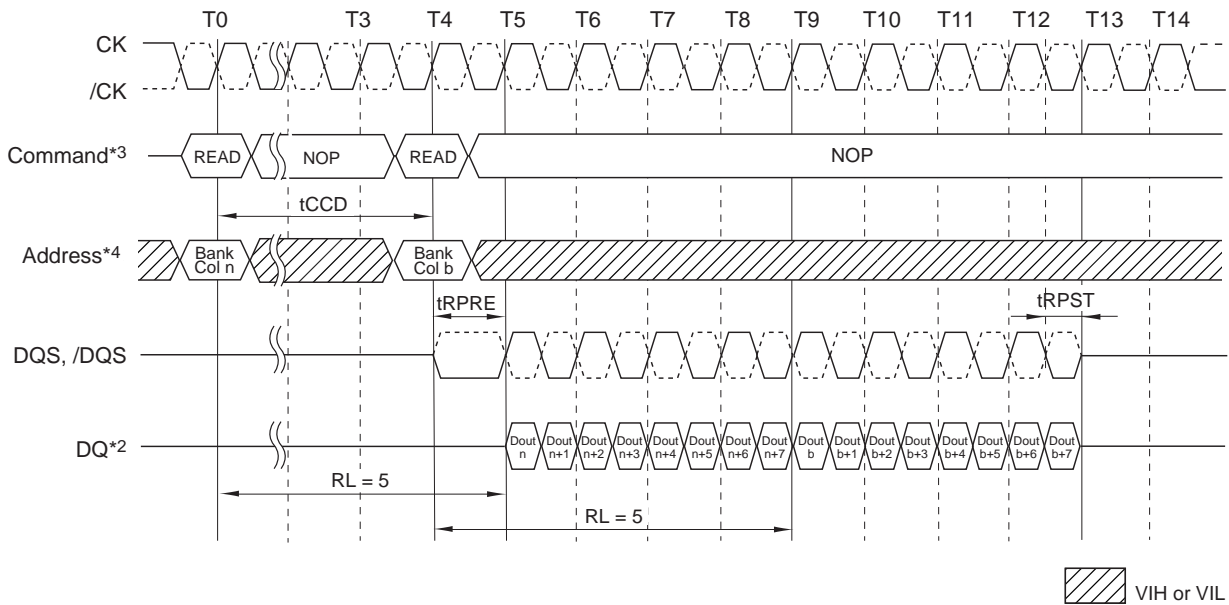 T0 T3 T4 T5 T6 T7 T8 T9 T10 T11 T12 T13 T14
CK
/CK
Command*3 READ NOP READ NOP
tCCD
Address*4 Bank Col n Bank Col b
tRPRE tRPST
DQS, /DQS
DQ*2 Dout n Dout n+1 Dout n+2 Dout n+3 Dout n+4 Dout n+5 Dout n+6 Dout n+7 Dout b Dout b+1 Dout b+2 Dout b+3 Dout b+4 Dout b+5 Dout b+6 Dout b+7
RL = 5
RL = 5
VIH or VIL